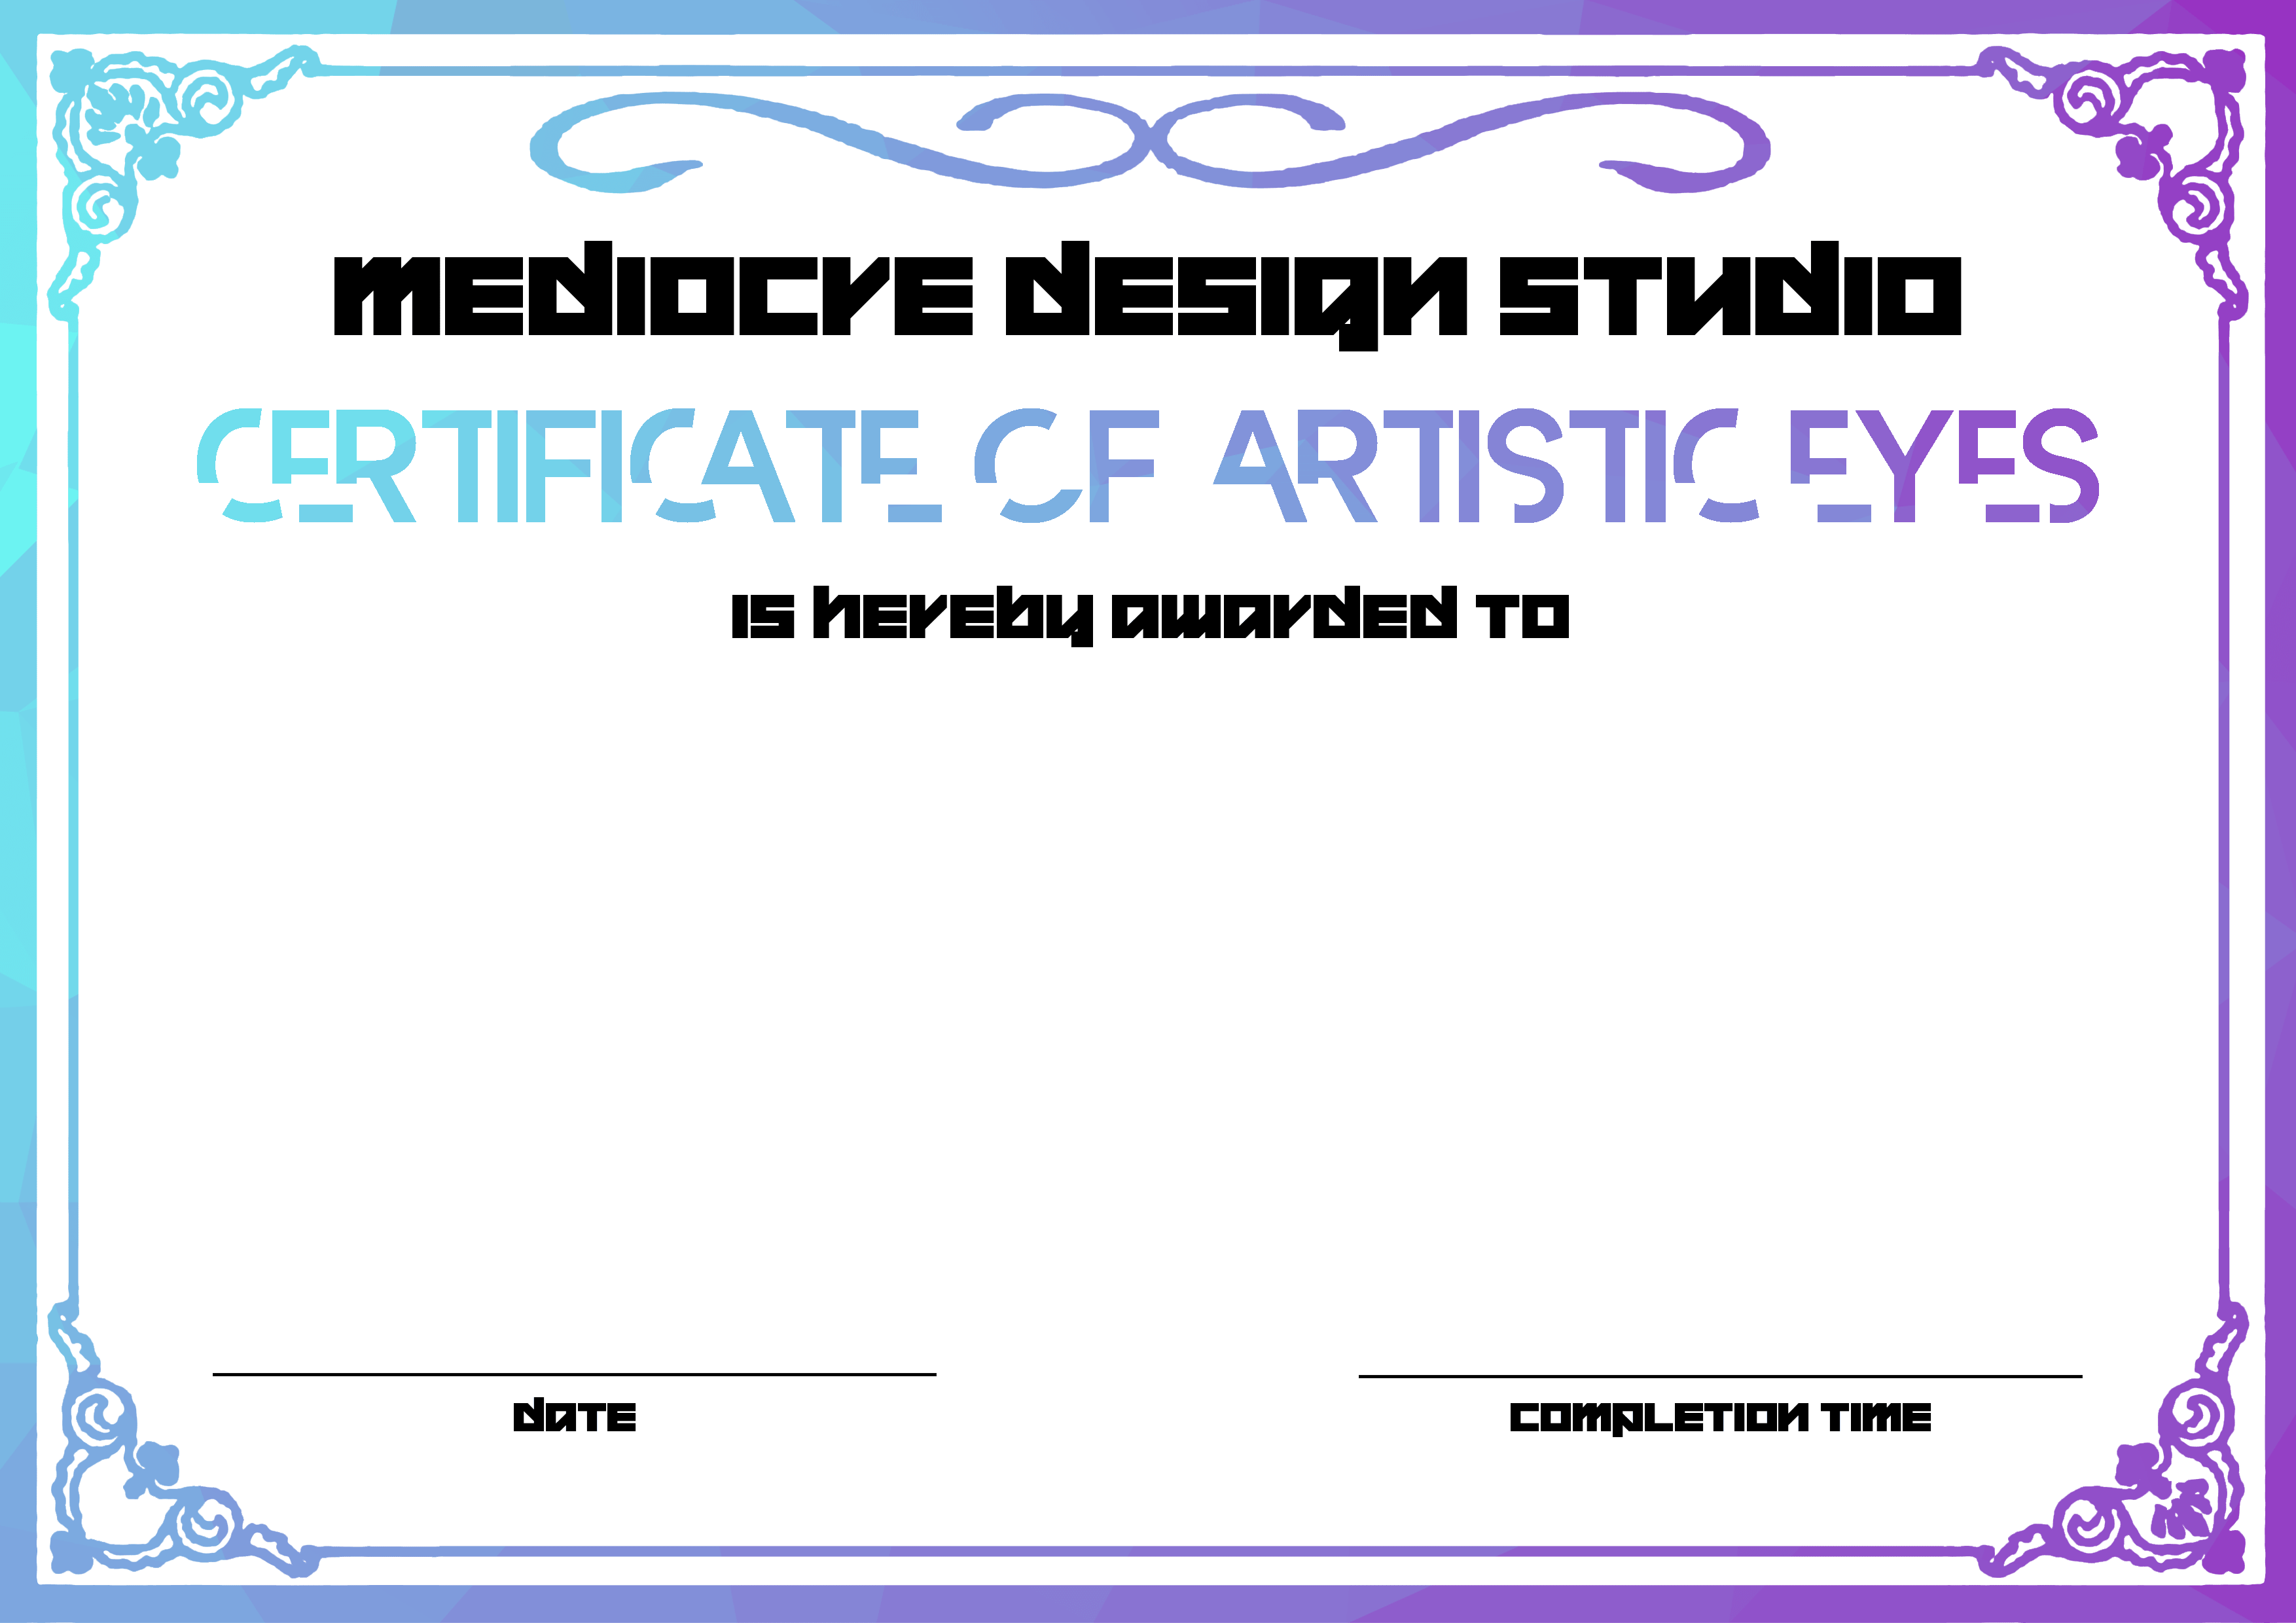 MEDIOCRE DESIGN STUDIO
CERTIFICATE OF ARTISTIC EYES
is hereby awarded to
DATE
COMPLETION TIME